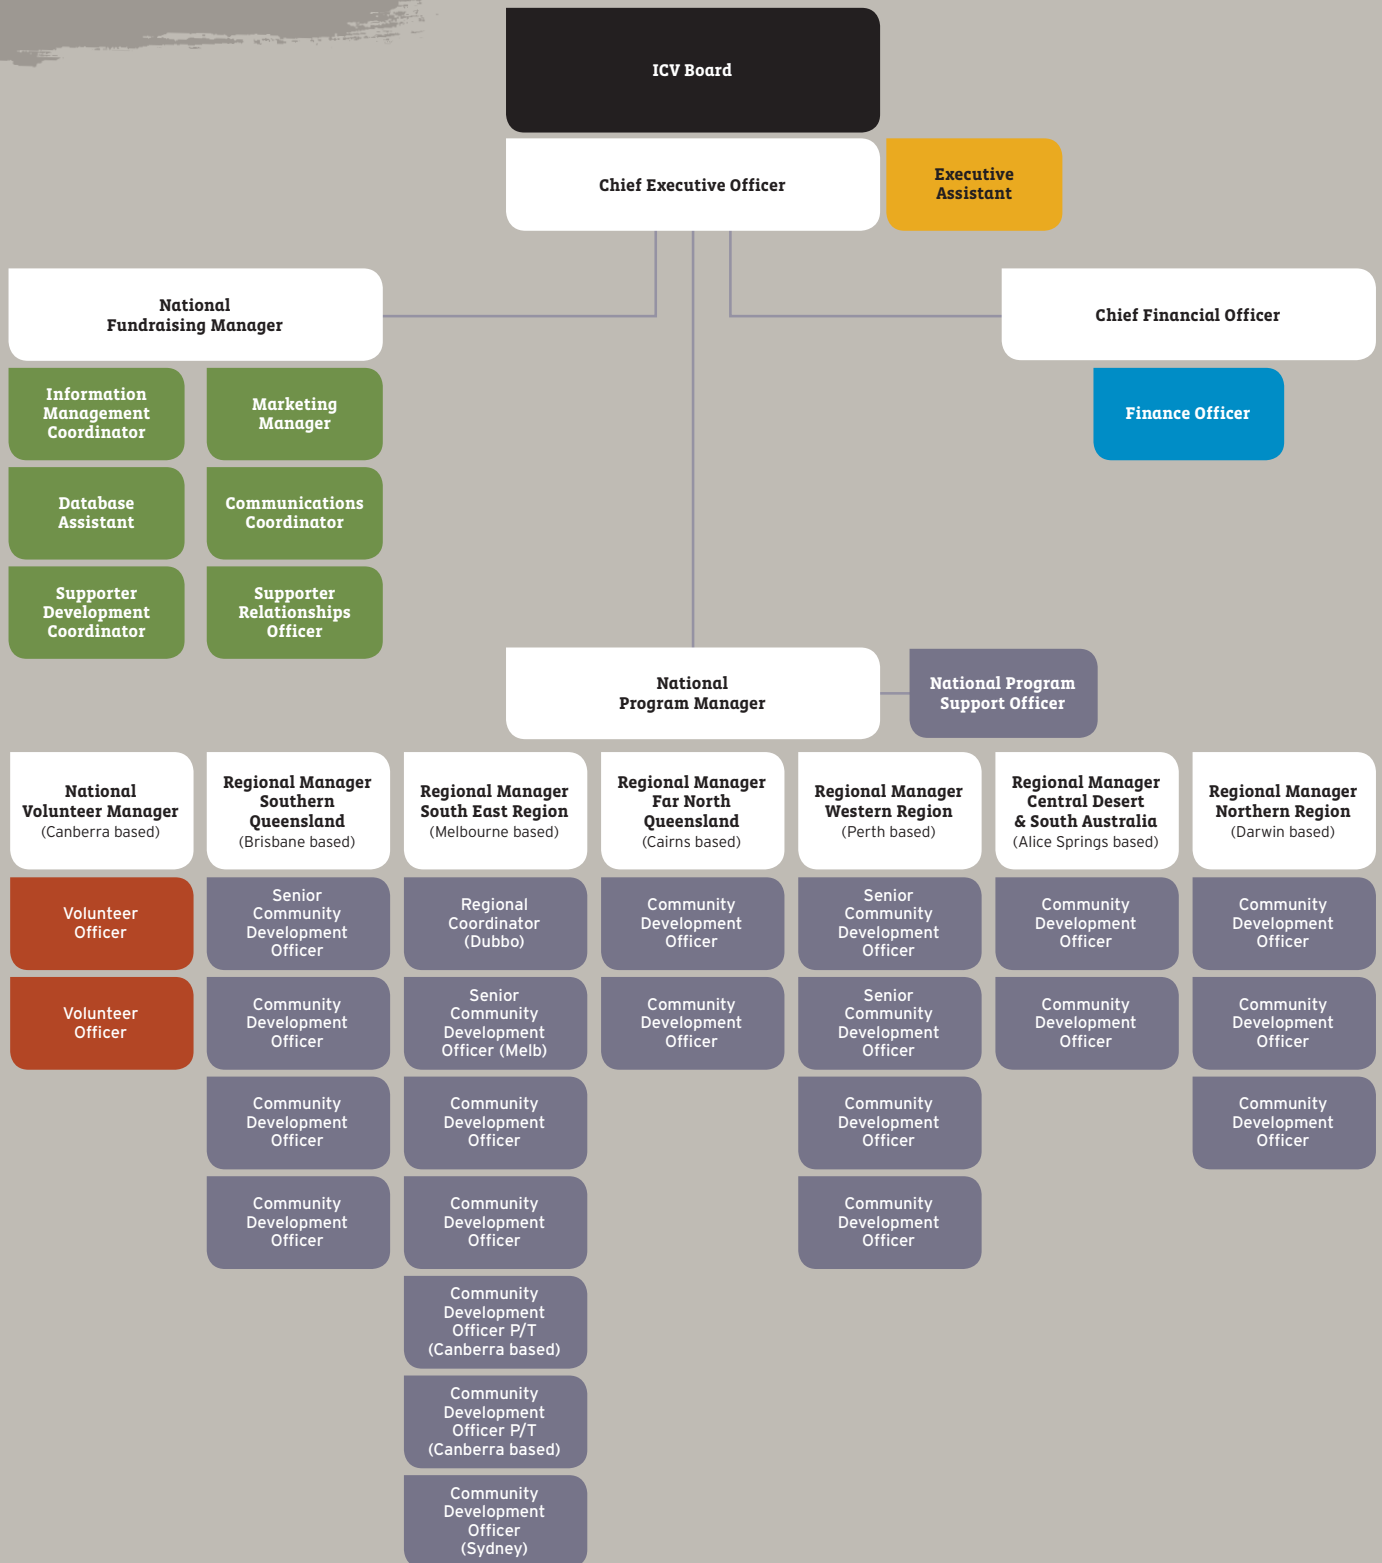 ICV Board
Chief Executive Officer
Executive
Assistant
National
Fundraising Manager
Chief Financial Officer
Information
Management
Coordinator
Marketing
Manager
Finance Officer
Database
Assistant
Communications
Coordinator
Supporter
Development
Coordinator
Supporter
Relationships
Officer
National
Program Manager
National Program
Support Officer
National
Volunteer Manager
(Canberra based)
Regional Manager
Southern
Queensland
(Brisbane based)
Regional Manager
South East Region
(Melbourne based)
Regional Manager
Far North
Queensland
(Cairns based)
Regional Manager
Western Region
(Perth based)
Regional Manager
Central Desert
& South Australia
(Alice Springs based)
Regional Manager
Northern Region
(Darwin based)
Volunteer
Officer
Senior
Community
Development
Officer
Regional
Coordinator
(Dubbo)
Community
Development
Officer
Senior
Community
Development
Officer
Community
Development
Officer
Community
Development
Officer
Volunteer
Officer
Community
Development
Officer
Senior
Community
Development
Officer (Melb)
Community
Development
Officer
Senior
Community
Development
Officer
Community
Development
Officer
Community
Development
Officer
Community
Development
Officer
Community
Development
Officer
Community
Development
Officer
Community
Development
Officer
Community
Development
Officer
Community
Development
Officer
Community
Development
Officer
Community
Development
Officer P/T
(Canberra based)
Community
Development
Officer P/T
(Canberra based)
Community
Development
Officer
(Sydney)